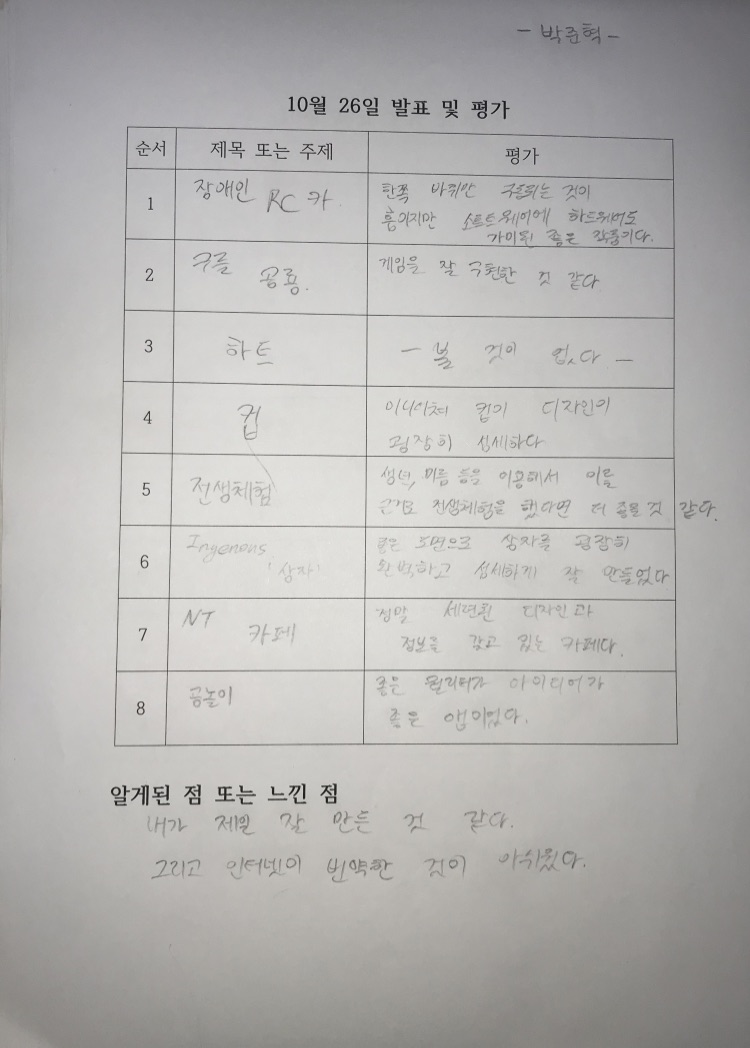 - 박준혁 -
10월 26일 발표 및 평가
순서 제목 또는 주제 평가
1 장애인 RC 카 한쪽 바퀴만 구동되는 것이
흠이지만 소프트웨어에 하드웨어도
가미된 좋은 작품이다.
2 구글 공룡. 게임을 잘 구현한 것 같다
3 하트 - 볼 것이 없다 -
4 컵 미니어쳐 컵이 디자인이
굉장히 섬세하다
5 전생체험 생년, 이름 등을 이용해서 이를
근거로 전생체험을 했다면 더 좋을 것 같다.
6 Ingenous (상자) 5면으로 상자를 굉장히
완벽하고 섬세하게 잘 만들었다
7 NT 카페 정말 세련된 디자인과
정보를 갖고 있는 카페다.
8 공놀이 좋은 퀄리티가 아이디어가
좋은 앱이었다.
알게된 점 또는 느낀 점
내가 제일 잘 만든 것 같다.
그리고 인터넷이 빈약한 것이 아쉬웠다.